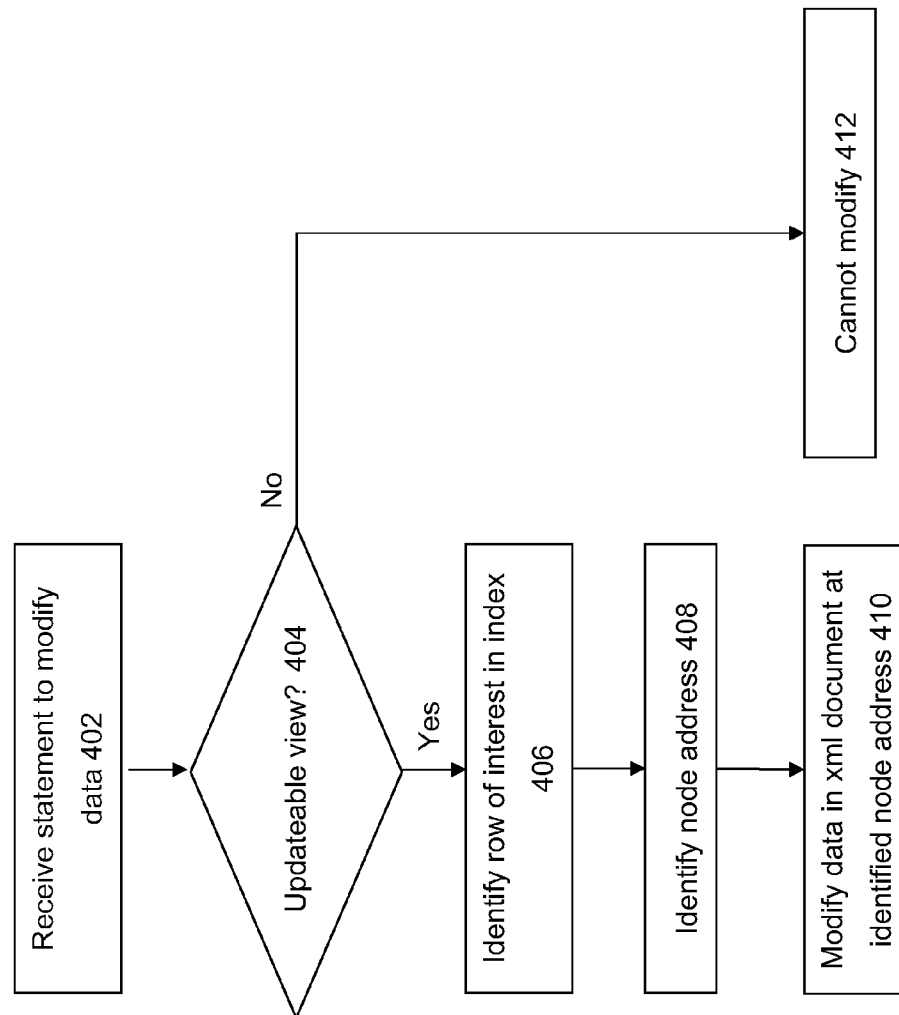 Receive statement to modify
data 402
Updateable view? 404
No
Yes
Identify row of interest in index
406
Identify node address 408
Modify data in xml document at
identified node address 410
Cannot modify 412